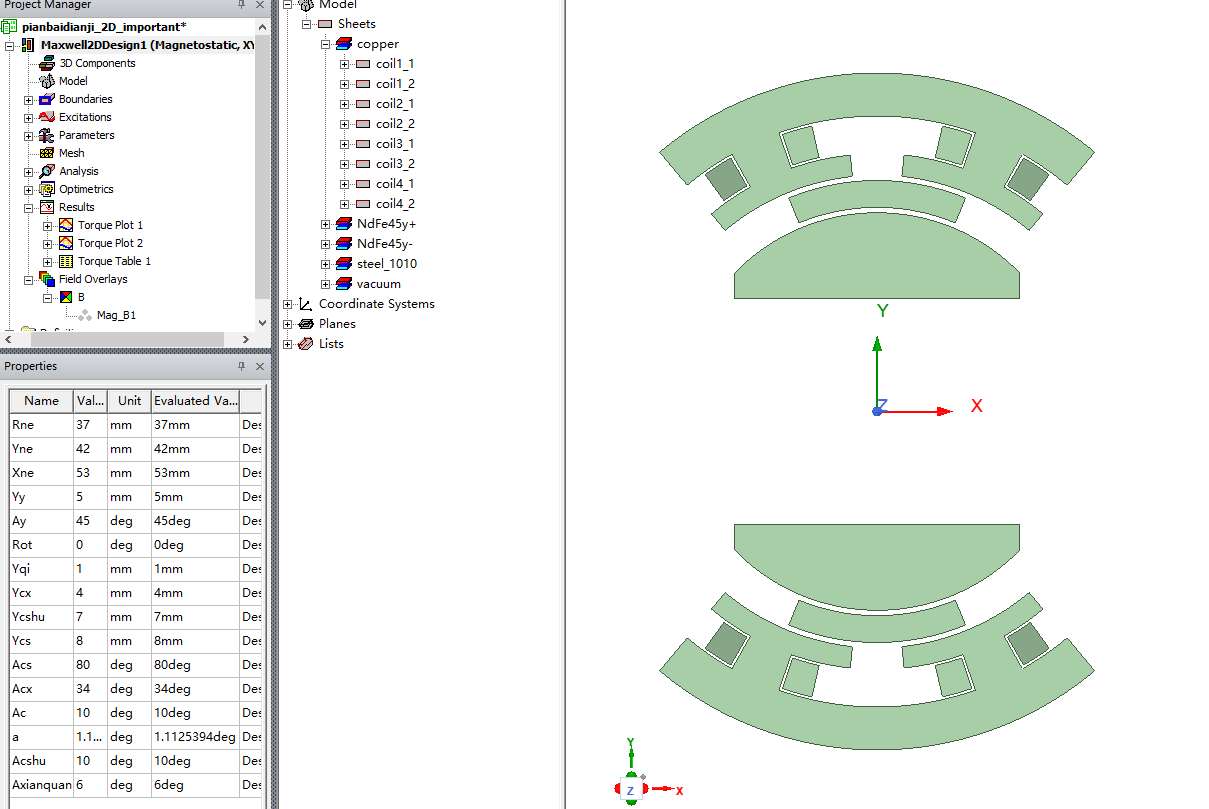 Project Manager
pianbaidianji_2D_important*
Maxwell2DDesign1 (Magnetostatic, XY
3D Components
Model
Boundaries
Excitations
Parameters
Mesh
Analysis
Optimetrics
Results
Torque Plot 1
Torque Plot 2
Torque Table 1
Field Overlays
B
Mag_B1
Model
Sheets
copper
coil1_1
coil1_2
coil2_1
coil2_2
coil3_1
coil3_2
coil4_1
coil4_2
NdFe45y+
NdFe45y-
steel_1010
vacuum
Coordinate Systems
Planes
Lists
Properties
Name Val... Unit Evaluated Va...
Rne 37 mm 37mm Des
Yne 42 mm 42mm Des
Xne 53 mm 53mm Des
Yy 5 mm 5mm Des
Ay 45 deg 45deg Des
Rot 0 deg 0deg Des
Yqi 1 mm 1mm Des
Ycx 4 mm 4mm Des
Ycshu 7 mm 7mm Des
Ycs 8 mm 8mm Des
Acs 80 deg 80deg Des
Acx 34 deg 34deg Des
Ac 10 deg 10deg Des
a 1.1... deg 1.1125394deg Des
Acshu 10 deg 10deg Des
Axianquan 6 deg 6deg Des
Y
Z
X
Y
Z
X